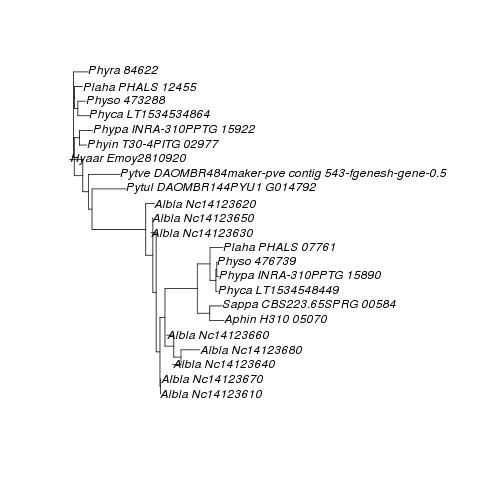 Phyra 84622
Plaha PHALS 12455
Physo 473288
Phyca LT1534534864
Phypa INRA-310PPTG 15922
Phyin T30-4PITG 02977
Hyaar Emoy2810920
Pytve DAOMBR484maker-pve contig 543-fgenesh-gene-0.5
Pytul DAOMBR144PYU1 G014792
Albla Nc14123620
Albla Nc14123650
Albla Nc14123630
Plaha PHALS 07761
Physo 476739
Phypa INRA-310PPTG 15890
Phyca LT1534548449
Sappa CBS223.65SPRG 00584
Aphin H310 05070
Albla Nc14123660
Albla Nc14123680
Albla Nc14123640
Albla Nc14123670
Albla Nc14123610